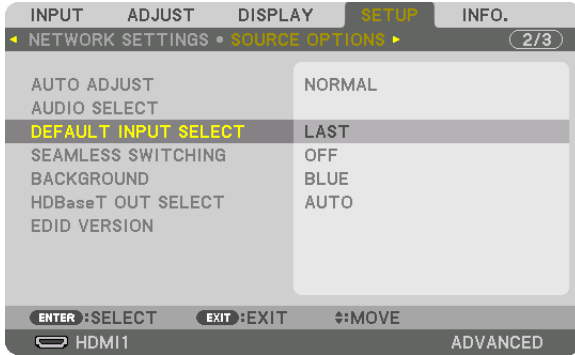 INPUT ADJUST DISPLAY SETUP INFO.
NETWORK SETTINGS • SOURCE OPTIONS 2/3
AUTO ADJUST NORMAL
AUDIO SELECT
DEFAULT INPUT SELECT LAST
SEAMLESS SWITCHING OFF
BACKGROUND BLUE
HDBaseT OUT SELECT AUTO
EDID VERSION
ENTER :SELECT EXIT :EXIT :MOVE
HDMI1 ADVANCED